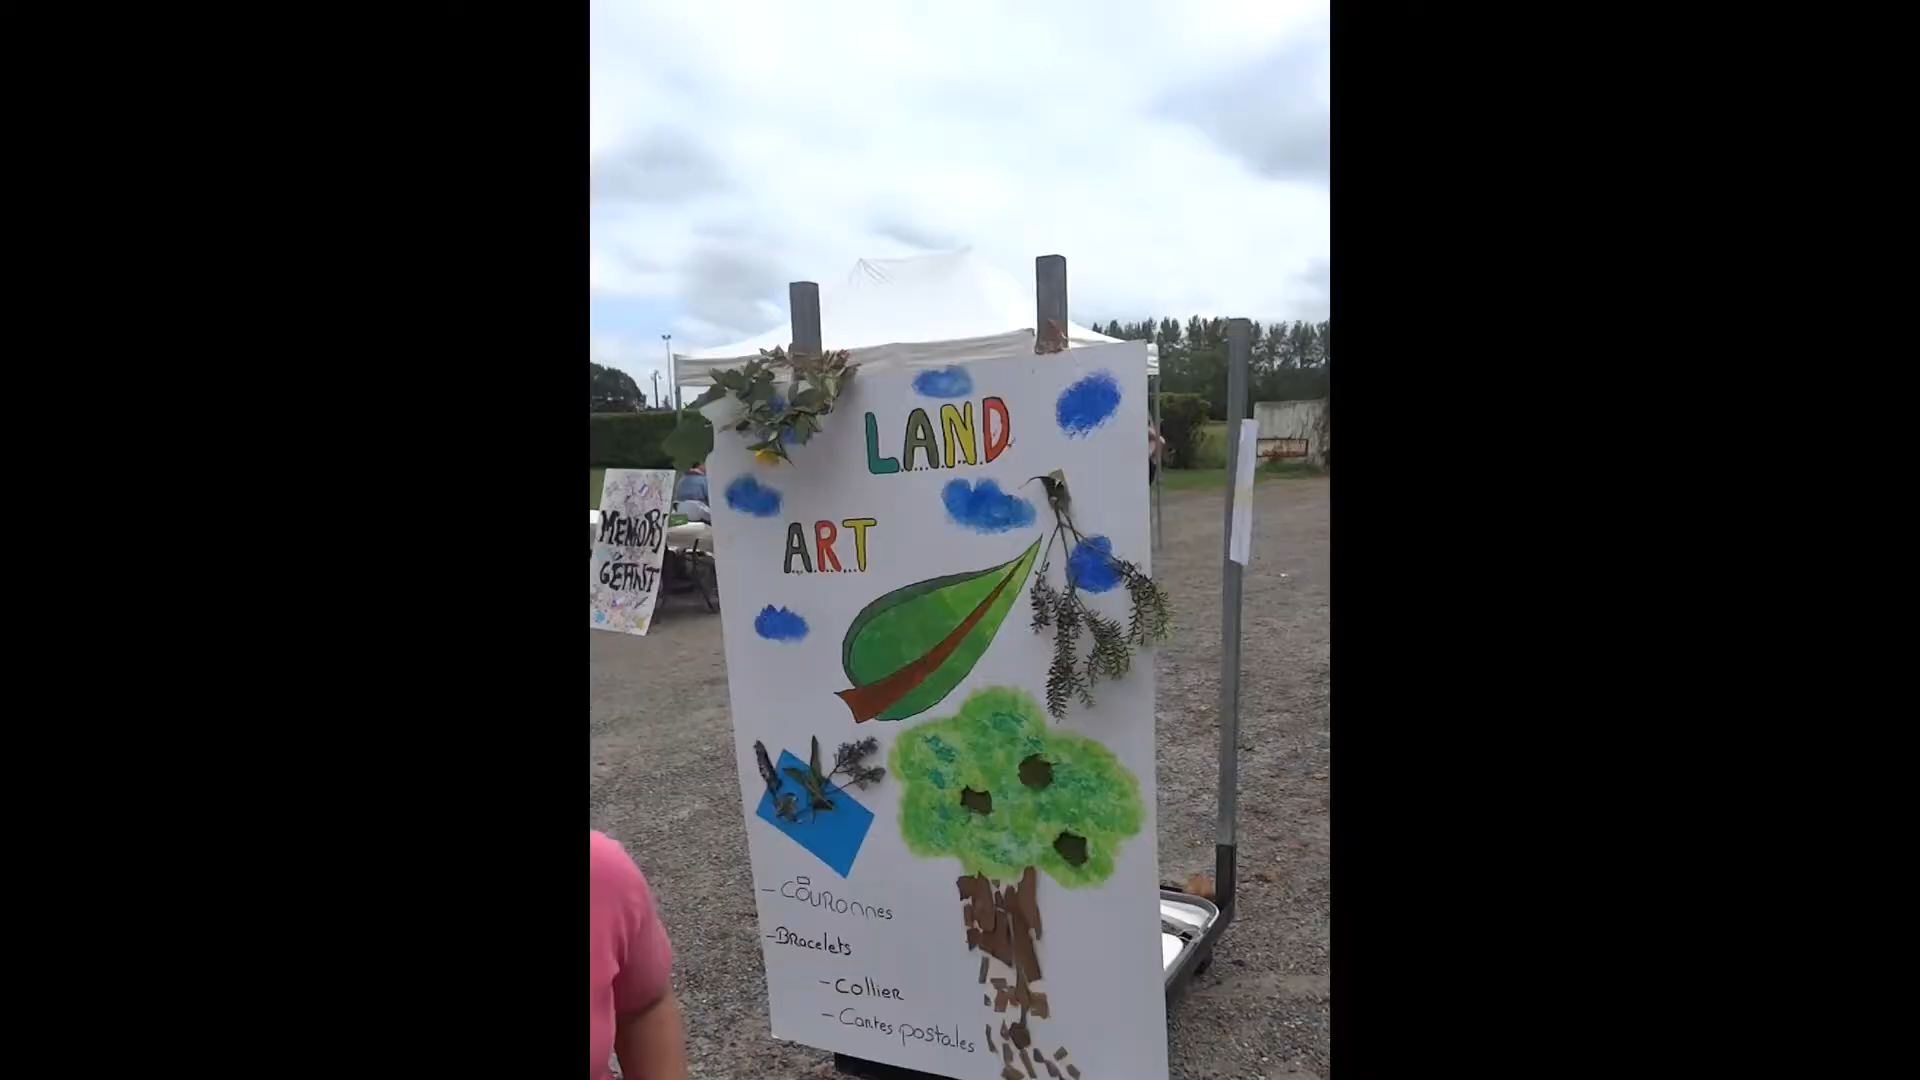 LAND
ART
MEMORY
GÉANT
- COURONNES
- Bracelets
- Collier
- Cartes postales